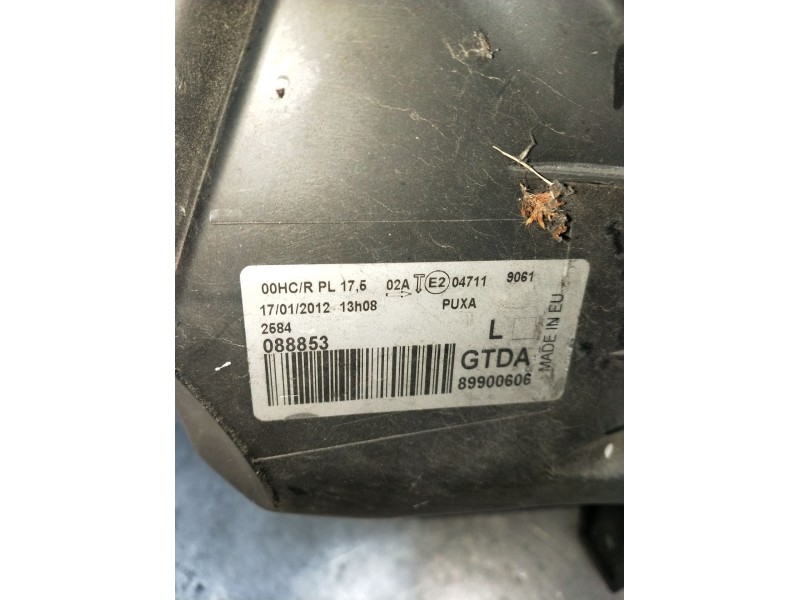 00HC/R PL 17,5 02A E2 04711 9061
17/01/2012 13h08 PUXA
2584
088853
L
GTDA
89900606
MADE IN EU